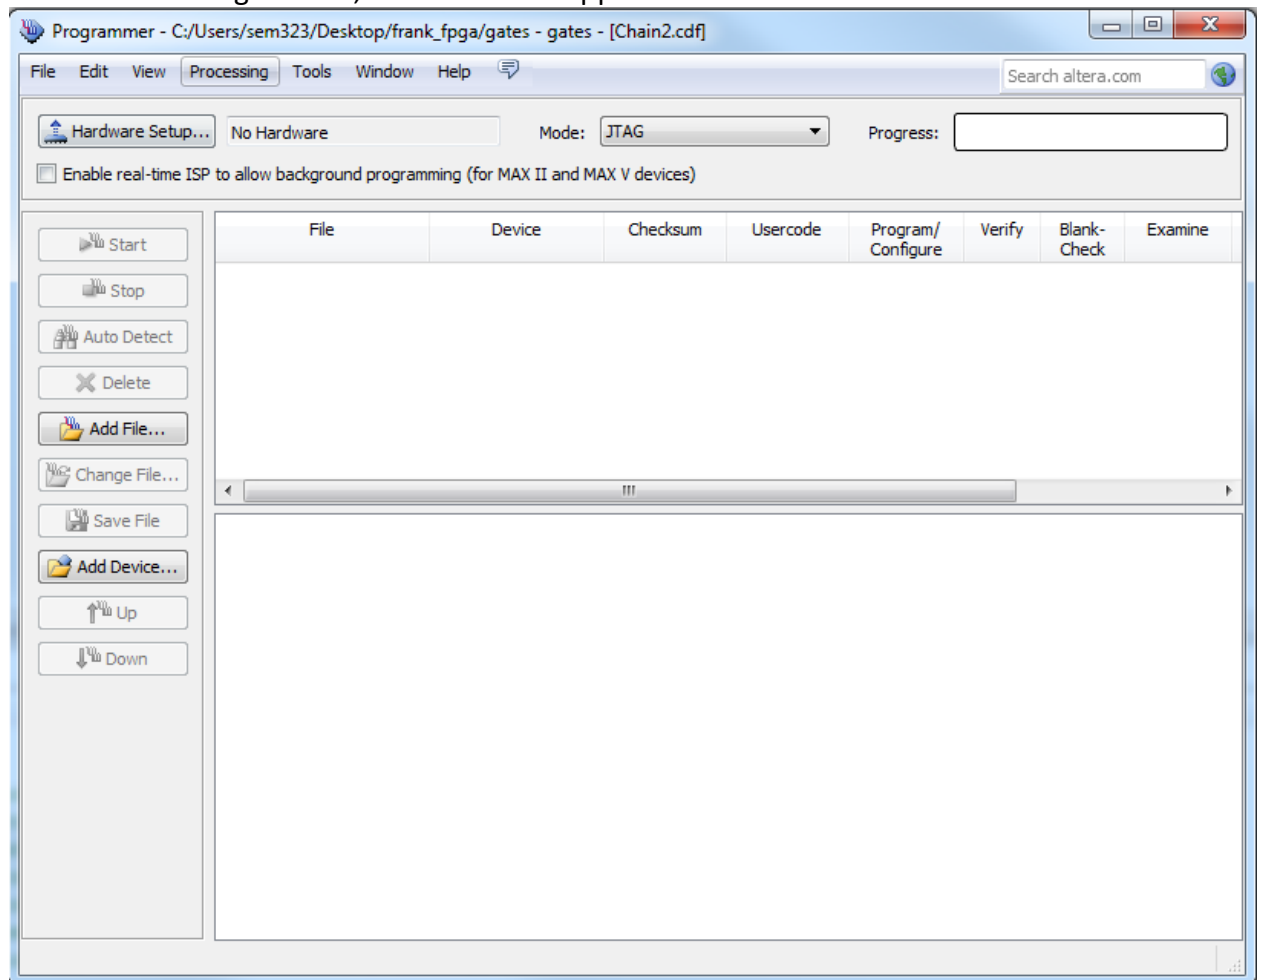 Programmer - C:/Users/sem323/Desktop/frank_fpga/gates - gates - [Chain2.cdf]
File Edit View Processing Tools Window Help Search altera.com
Hardware Setup... No Hardware Mode: JTAG Progress:
Enable real-time ISP to allow background programming (for MAX II and MAX V devices)
File Device Checksum Usercode Program/ Verify Blank- Examine
Configure Check
Start
Stop
Auto Detect
Delete
Add File...
Change File...
Save File
Add Device...
Up
Down